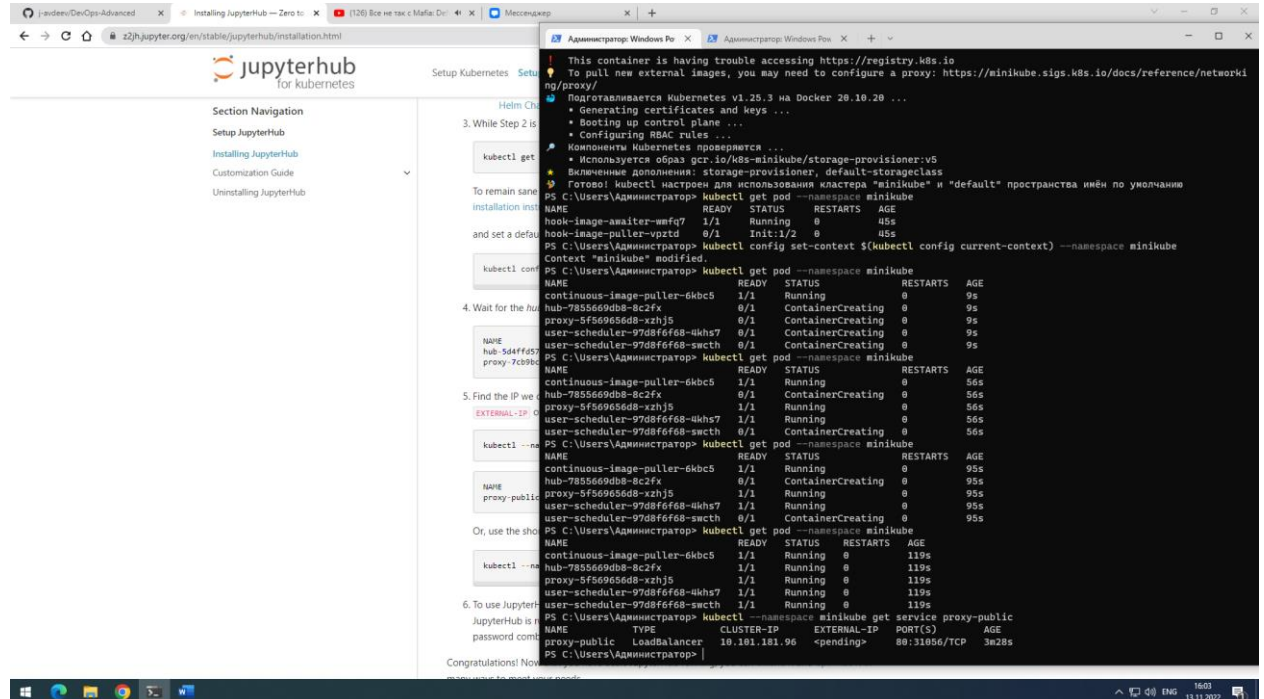 j-avdeev/DevOps-Advanced
Installing JupyterHub — Zero to
(126) Все не так с Mafia: De
Мессенджер
z2jh.jupyter.org/en/stable/jupyterhub/installation.html
jupyterhub
for kubernetes
Setup Kubernetes Setu
Section Navigation
Setup JupyterHub
Installing JupyterHub
Customization Guide
Uninstalling JupyterHub
Helm Cha
3. While Step 2 is
kubectl get
To remain sane
installation inst
and set a defau
kubectl conf
4. Wait for the hu
NAME
hub-5d4ffd57
proxy-7cb9bc
5. Find the IP we c
EXTERNAL-IP
kubectl --na
NAME
proxy-public
Or, use the sho
kubectl --na
6. To use JupyterH
JupyterHub is r
password comb
Congratulations! Now
Администратор: Windows Po
Администратор: Windows Pow
! This container is having trouble accessing https://registry.k8s.io
To pull new external images, you may need to configure a proxy: https://minikube.sigs.k8s.io/docs/reference/networki
ng/proxy/
Подготавливается Kubernetes v1.25.3 на Docker 20.10.20 ...
• Generating certificates and keys ...
• Booting up control plane ...
• Configuring RBAC rules ...
Компоненты Kubernetes проверяются ...
• Используется образ gcr.io/k8s-minikube/storage-provisioner:v5
Включенные дополнения: storage-provisioner, default-storageclass
Готово! kubectl настроен для использования кластера "minikube" и "default" пространства имён по умолчанию
PS C:\Users\Администратор> kubectl get pod --namespace minikube
NAME READY STATUS RESTARTS AGE
hook-image-awaiter-wmfq7 1/1 Running 0 45s
hook-image-puller-vpztd 0/1 Init:1/2 0 45s
PS C:\Users\Администратор> kubectl config set-context $(kubectl config current-context) --namespace minikube
Context "minikube" modified.
PS C:\Users\Администратор> kubectl get pod --namespace minikube
NAME READY STATUS RESTARTS AGE
continuous-image-puller-6kbc5 1/1 Running 0 9s
hub-7855669db8-8c2fx 0/1 ContainerCreating 0 9s
proxy-5f569656d8-xzhj5 0/1 ContainerCreating 0 9s
user-scheduler-97d8f6f68-4khs7 0/1 ContainerCreating 0 9s
user-scheduler-97d8f6f68-swcth 0/1 ContainerCreating 0 9s
PS C:\Users\Администратор> kubectl get pod --namespace minikube
NAME READY STATUS RESTARTS AGE
continuous-image-puller-6kbc5 1/1 Running 0 56s
hub-7855669db8-8c2fx 0/1 ContainerCreating 0 56s
proxy-5f569656d8-xzhj5 1/1 Running 0 56s
user-scheduler-97d8f6f68-4khs7 1/1 Running 0 56s
user-scheduler-97d8f6f68-swcth 0/1 ContainerCreating 0 56s
PS C:\Users\Администратор> kubectl get pod --namespace minikube
NAME READY STATUS RESTARTS AGE
continuous-image-puller-6kbc5 1/1 Running 0 95s
hub-7855669db8-8c2fx 0/1 ContainerCreating 0 95s
proxy-5f569656d8-xzhj5 1/1 Running 0 95s
user-scheduler-97d8f6f68-4khs7 1/1 Running 0 95s
user-scheduler-97d8f6f68-swcth 0/1 ContainerCreating 0 95s
PS C:\Users\Администратор> kubectl get pod --namespace minikube
NAME READY STATUS RESTARTS AGE
continuous-image-puller-6kbc5 1/1 Running 0 119s
hub-7855669db8-8c2fx 1/1 Running 0 119s
proxy-5f569656d8-xzhj5 1/1 Running 0 119s
user-scheduler-97d8f6f68-4khs7 1/1 Running 0 119s
user-scheduler-97d8f6f68-swcth 1/1 Running 0 119s
PS C:\Users\Администратор> kubectl --namespace minikube get service proxy-public
NAME TYPE CLUSTER-IP EXTERNAL-IP PORT(S) AGE
proxy-public LoadBalancer 10.101.181.96 <pending> 80:31056/TCP 3m28s
PS C:\Users\Администратор>
ENG
16:03
13.11.2022